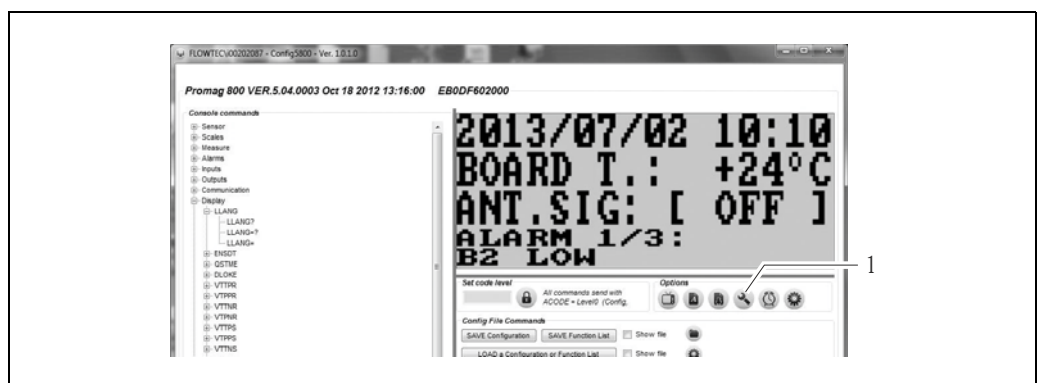 FLOWTEC\i00202087 - Config5800 - Ver. 1.0.1.0
Promag 800 VER.5.04.0003 Oct 18 2012 13:16:00 EB0DF602000
Console commands
Sensor
Scales
Measure
Alarms
Inputs
Outputs
Communication
Display
LLANG
LLANG?
LLANG=?
LLANG=
ENSDT
QSTME
DLOKE
VTTPR
VTPPR
VTTNR
VTPNR
VTTPS
VTPPS
VTTNS
2013/07/02 10:10
BOARD T.: +24°C
ANT.SIG: [ OFF ]
ALARM 1/3:
B2 LOW
1
Set code level
All commands send with
ACODE = Level0 (Config,
Options
Config File Commands
SAVE Configuration
SAVE Function List
Show file
LOAD a Configuration or Function List
Show file